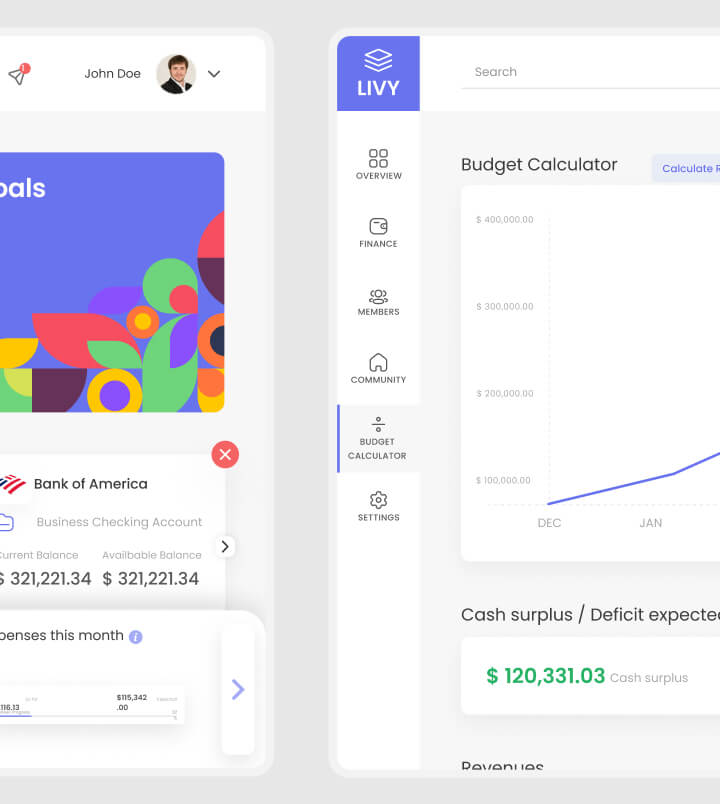 1
John Doe
oals
Bank of America
Business Checking Account
Current Balance
Availbable Balance
$ 321,221.34
$ 321,221.34
penses this month
i
$115,342
.00
116.13
LIVY
Search
OVERVIEW
FINANCE
MEMBERS
COMMUNITY
BUDGET
CALCULATOR
SETTINGS
Budget Calculator
Calculate R
$ 400,000.00
$ 300,000.00
$ 200,000.00
$ 100,000.00
DEC
JAN
Cash surplus / Deficit expected
$ 120,331.03 Cash surplus
Revenues